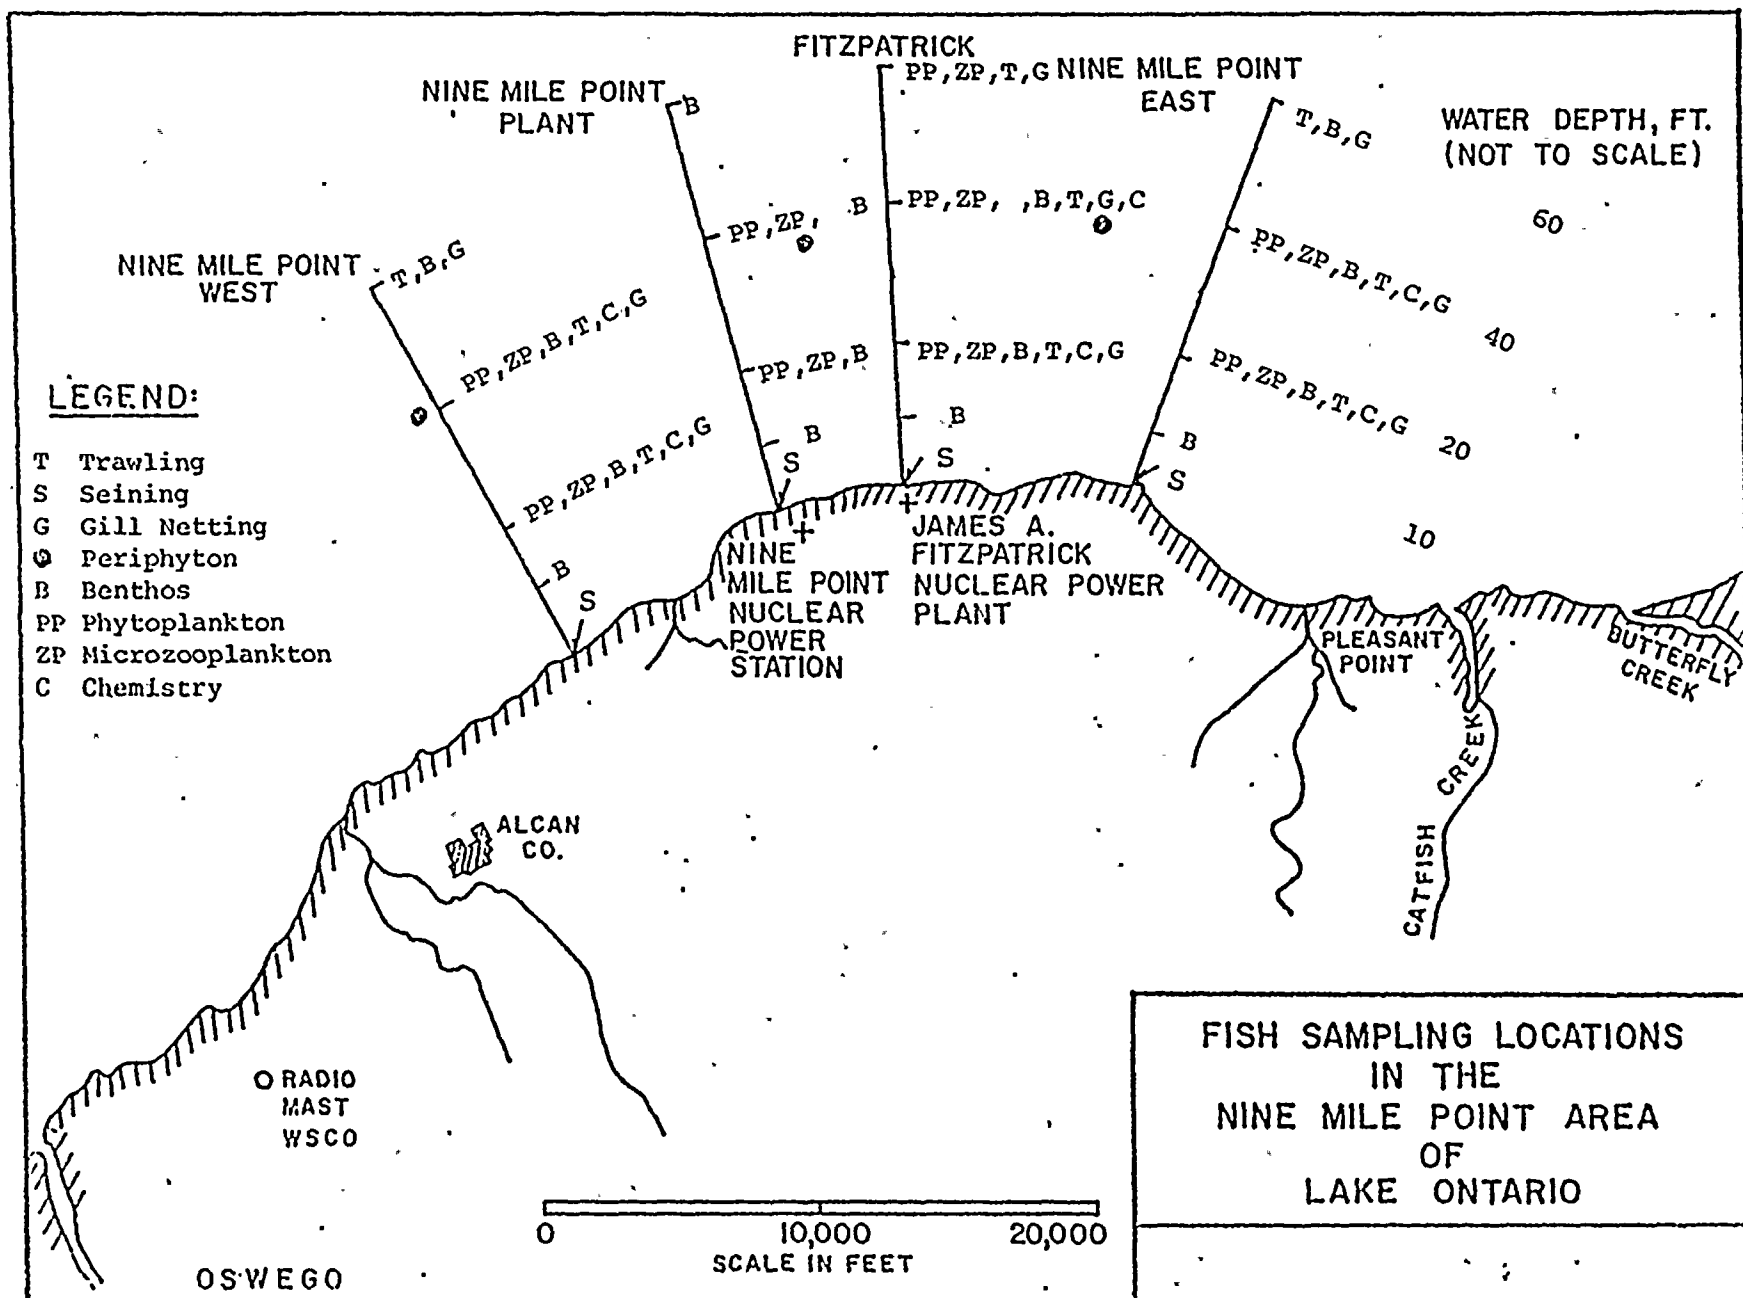 FITZPATRICK
PP,ZP,T,G
NINE MILE POINT
EAST
NINE MILE POINT
PLANT
B
T,B,G
WATER DEPTH, FT.
(NOT TO SCALE)
PP,ZP, B
PP,ZP, ,B,T,G,C
60
NINE MILE POINT
WEST
T,B,G
PP,ZP,B,T,C,G
PP,ZP,B,T,C,G
40
PP,ZP,B
PP,ZP,B,T,C,G
PP,ZP,B,T,C,G
20
LEGEND:
T Trawling
S Seining
G Gill Netting
Periphyton
B Benthos
PP Phytoplankton
ZP Microzooplankton
C Chemistry
PP,ZP,B,T,C,G
B
B
B
S
S
S
10
B
S
NINE
MILE POINT
NUCLEAR
POWER
STATION
JAMES A.
FITZPATRICK
NUCLEAR POWER
PLANT
PLEASANT
POINT
BUTTERFLY
CREEK
CATFISH CREEK
ALCAN
CO.
RADIO
MAST
WSCO
OSWEGO
0 10,000 20,000
SCALE IN FEET
FISH SAMPLING LOCATIONS
IN THE
NINE MILE POINT AREA
OF
LAKE ONTARIO